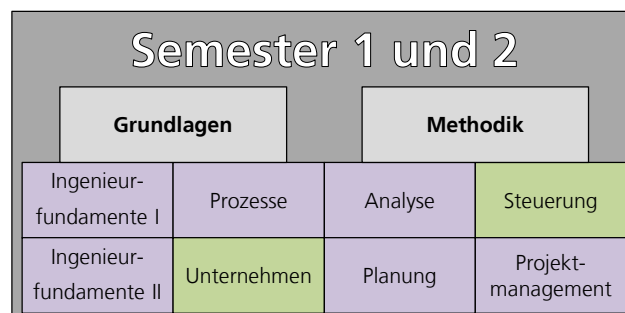 Semester 1 und 2
Grundlagen
Methodik
Ingenieur-
fundamente I
Prozesse
Analyse
Steuerung
Ingenieur-
fundamente II
Unternehmen
Planung
Projekt-
management